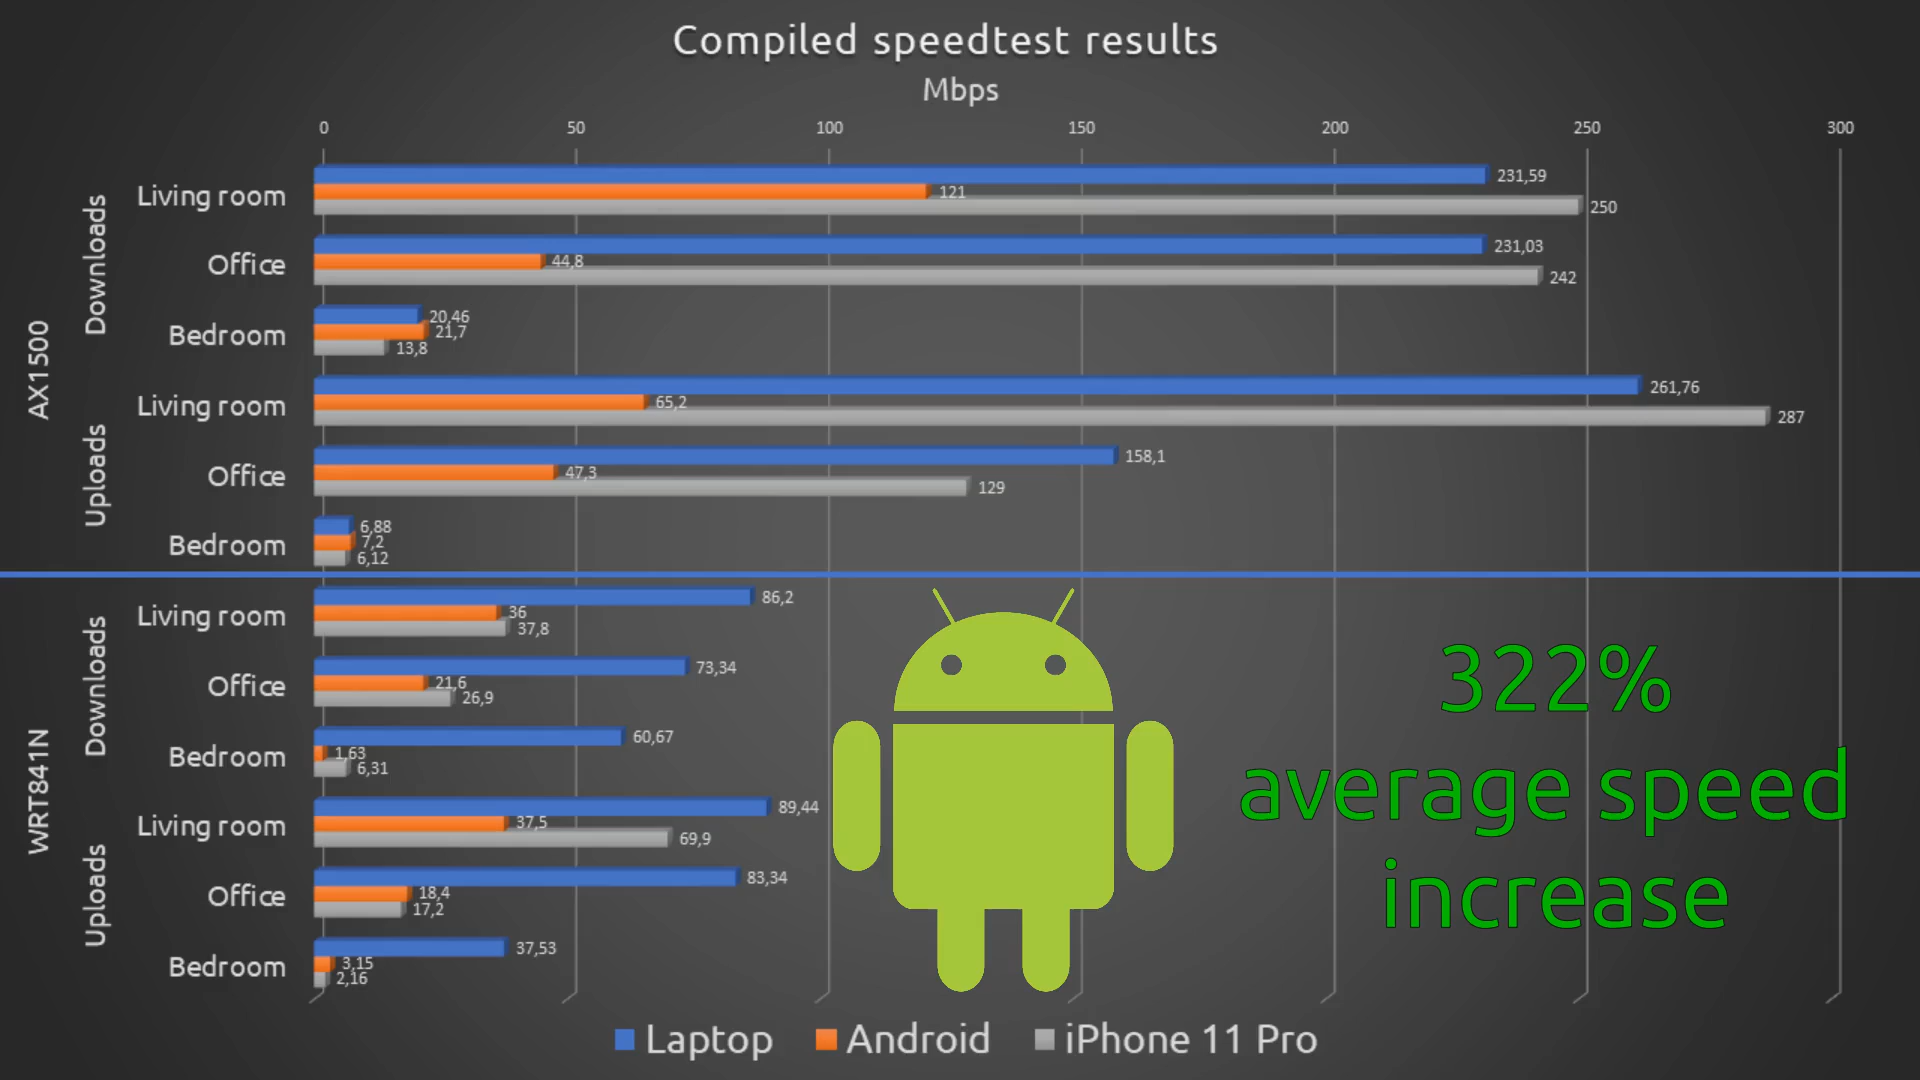 Compiled speedtest results
Mbps
0 50 100 150 200 250 300
AX1500
Downloads
Living room 231,59 121 250
Office 231,03 44,8 242
Bedroom 20,46 21,7 13,8
Uploads
Living room 261,76 65,2 287
Office 158,1 47,3 129
Bedroom 6,88 7,2 6,12
WRT841N
Downloads
Living room 86,2 36 37,8
Office 73,34 21,6 26,9
Bedroom 60,67 1,63 6,31
Uploads
Living room 89,44 37,5 69,9
Office 83,34 18,4 17,2
Bedroom 37,53 3,15 2,16
322%
average speed
increase
Laptop Android iPhone 11 Pro